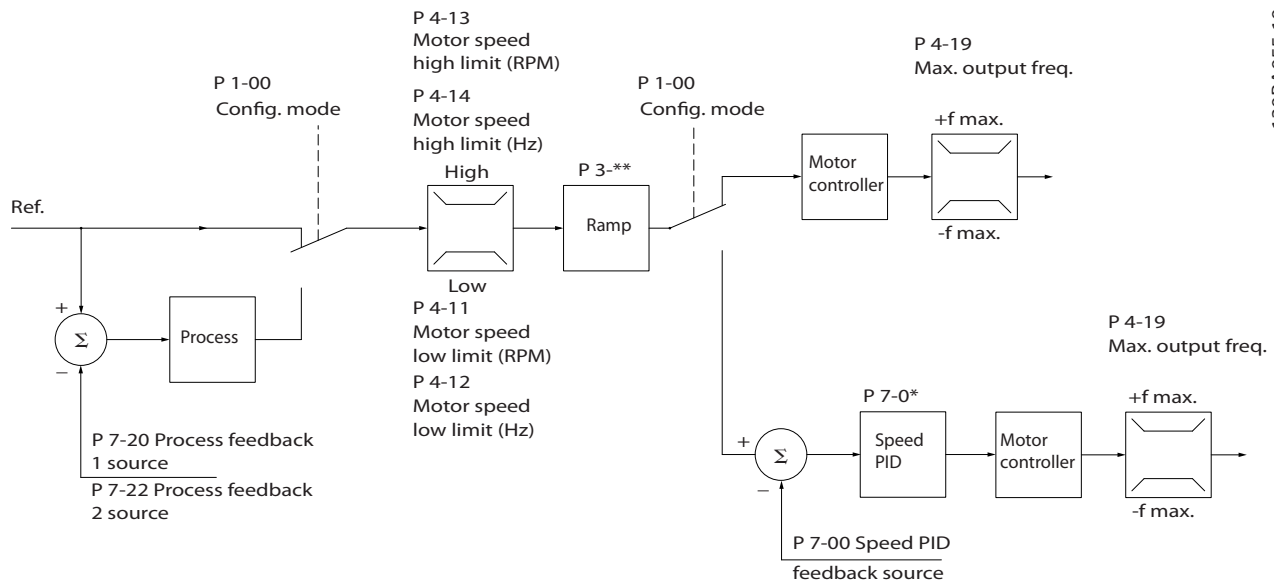 P 4-13
Motor speed
high limit (RPM)
P 4-14
Motor speed
high limit (Hz)
High
P 1-00
Config. mode
P 1-00
Config. mode
P 4-19
Max. output freq.
+f max.
-f max.
Motor
controller
P 3-**
Ramp
Ref.
Low
P 4-11
Motor speed
low limit (RPM)
P 4-12
Motor speed
low limit (Hz)
+
Σ
−
Process
P 7-20 Process feedback
1 source
P 7-22 Process feedback
2 source
P 4-19
Max. output freq.
+f max.
-f max.
P 7-0*
+
Σ
−
Speed
PID
Motor
controller
P 7-00 Speed PID
feedback source